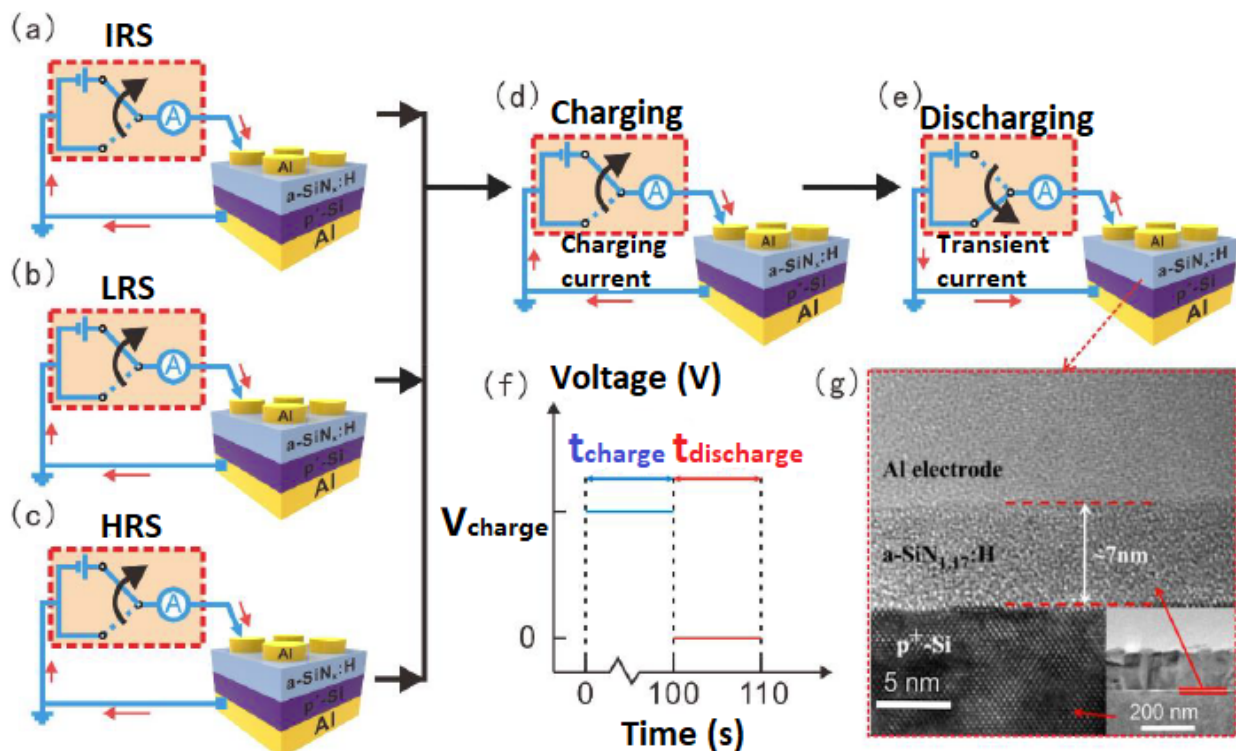 (a)
IRS
A
Al
a-SiNₓ:H
p⁺-Si
Al
(b)
LRS
A
Al
a-SiNₓ:H
p⁺-Si
Al
(c)
HRS
A
Al
a-SiNₓ:H
p⁺-Si
Al
(d)
Charging
A
Charging
current
Al
a-SiNₓ:H
p⁺-Si
Al
(e)
Discharging
A
Transient
current
Al
a-SiNₓ:H
p⁺-Si
Al
(f)
Voltage (V)
tcharge
tdischarge
Vcharge
0
0
100
110
Time (s)
(g)
Al electrode
a-SiN1.17:H
~7nm
p⁺-Si
5 nm
200 nm